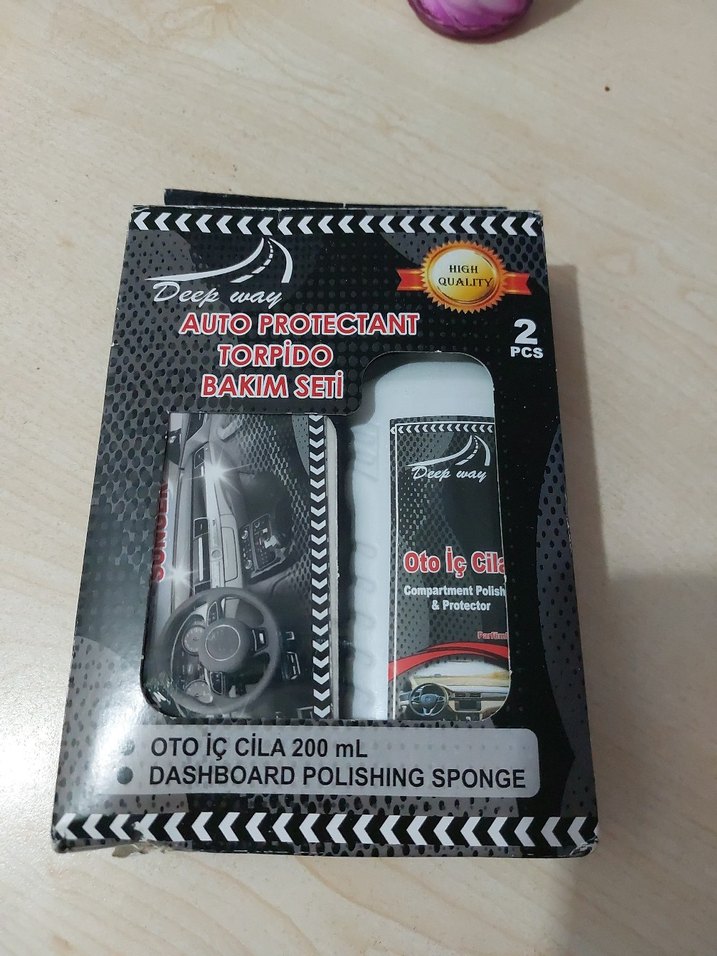 Deep way
HIGH
QUALITY
AUTO PROTECTANT
TORPİDO
BAKIM SETİ
2
PCS
Deep way
Oto İç Cila
Compartment Polish
& Protector
OTO İÇ CİLA 200 mL
DASHBOARD POLISHING SPONGE